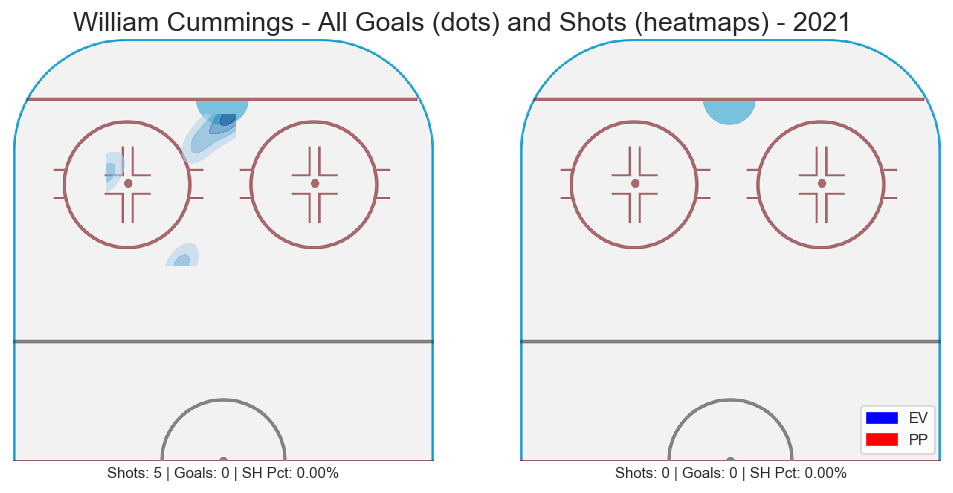 William Cummings - All Goals (dots) and Shots (heatmaps) - 2021
EV
PP
Shots: 5 | Goals: 0 | SH Pct: 0.00%
Shots: 0 | Goals: 0 | SH Pct: 0.00%